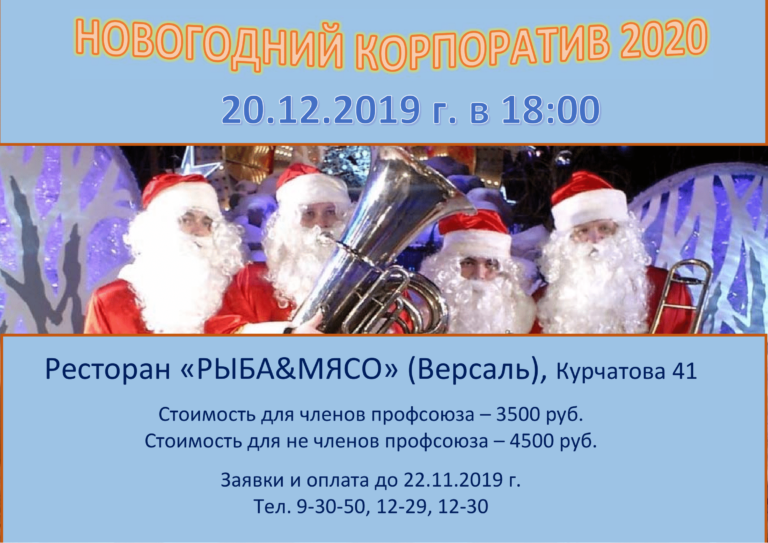 НОВОГОДНИЙ КОРПОРАТИВ 2020
20.12.2019 г. в 18:00
Ресторан «РЫБА&МЯСО» (Версаль), Курчатова 41
Стоимость для членов профсоюза – 3500 руб.
Стоимость для не членов профсоюза – 4500 руб.
Заявки и оплата до 22.11.2019 г.
Тел. 9-30-50, 12-29, 12-30